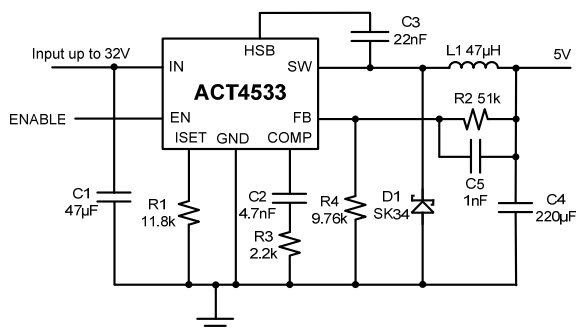 C3
22nF
HSB
Input up to 32V
IN
SW
L1 47µH
5V
ACT4533
R2 51k
ENABLE
EN
FB
ISET
GND
COMP
C5
1nF
C1
47µF
R1
11.8k
C2
4.7nF
R3
2.2k
R4
9.76k
D1
SK34
C4
220µF